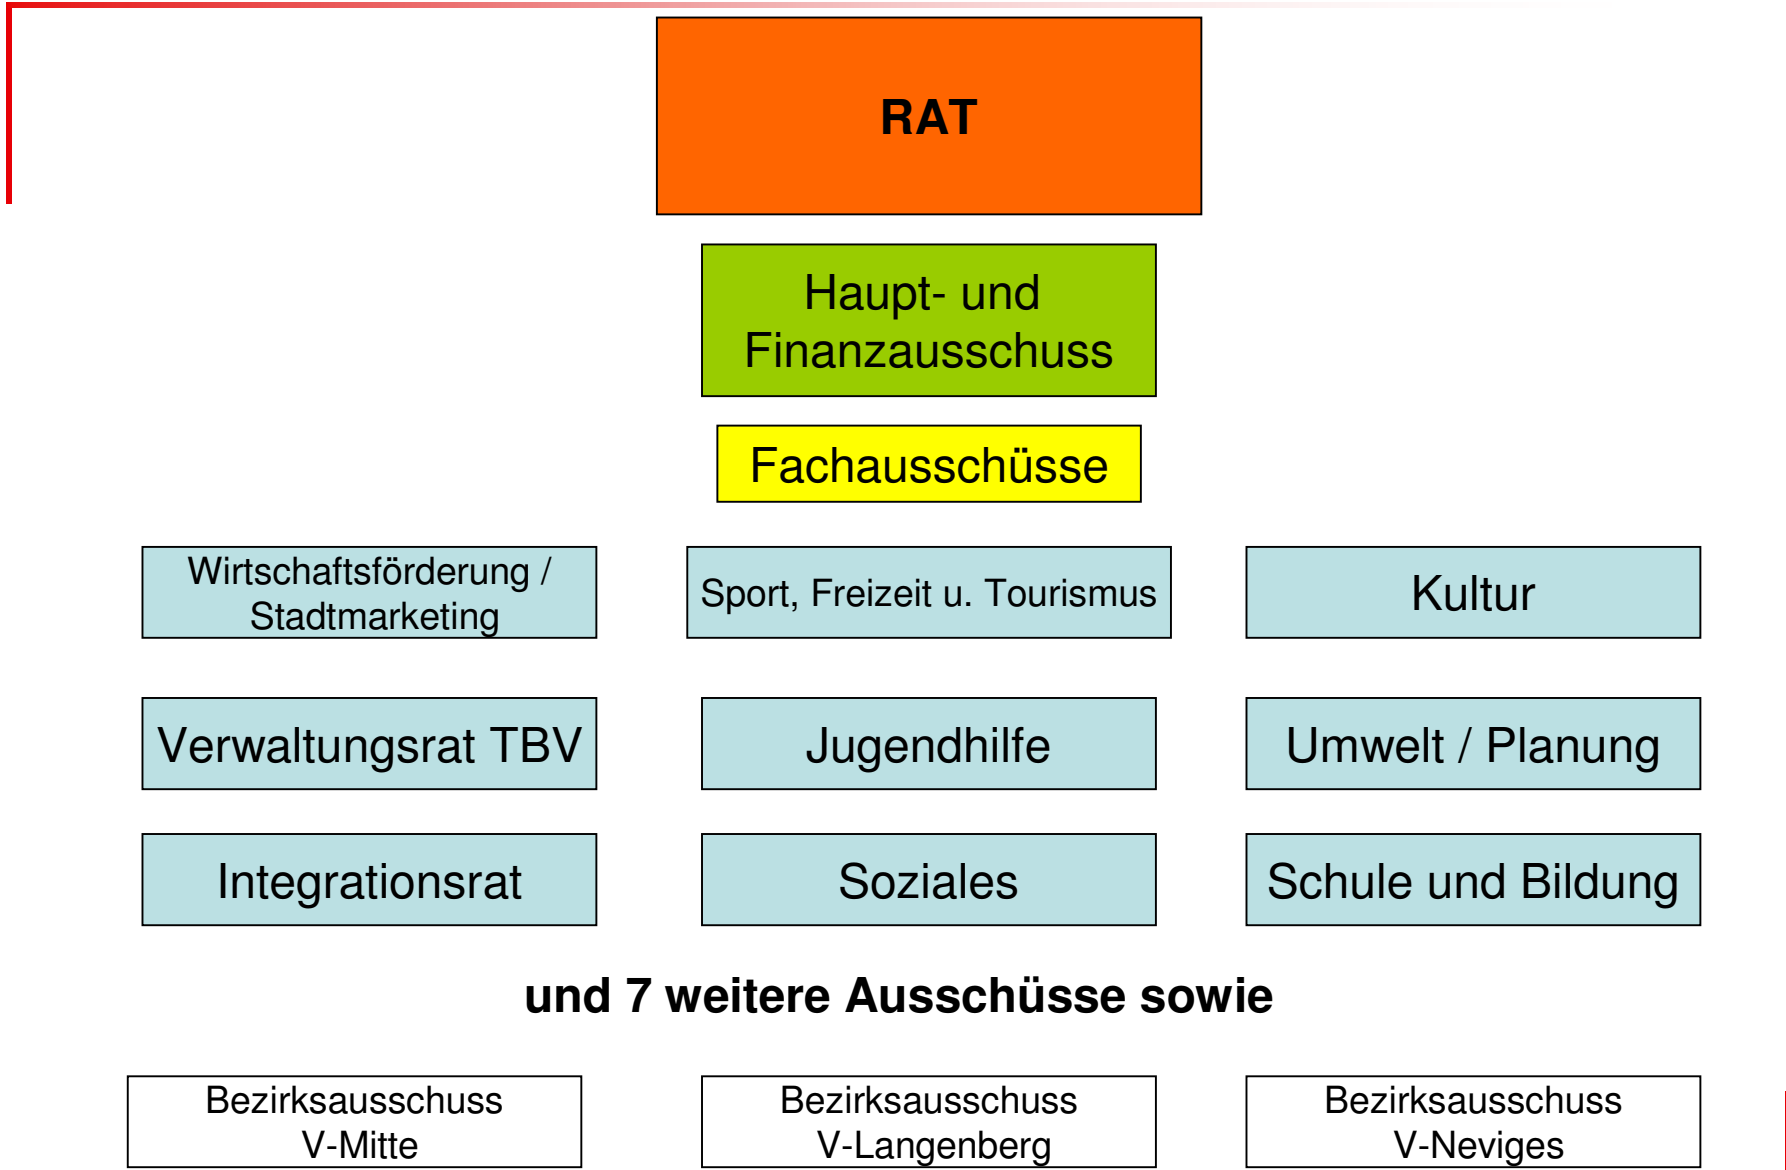 RAT
Haupt- und
Finanzausschuss
Fachausschüsse
Wirtschaftsförderung /
Stadtmarketing
Sport, Freizeit u. Tourismus
Kultur
Verwaltungsrat TBV
Jugendhilfe
Umwelt / Planung
Integrationsrat
Soziales
Schule und Bildung
und 7 weitere Ausschüsse sowie
Bezirksausschuss
V-Mitte
Bezirksausschuss
V-Langenberg
Bezirksausschuss
V-Neviges